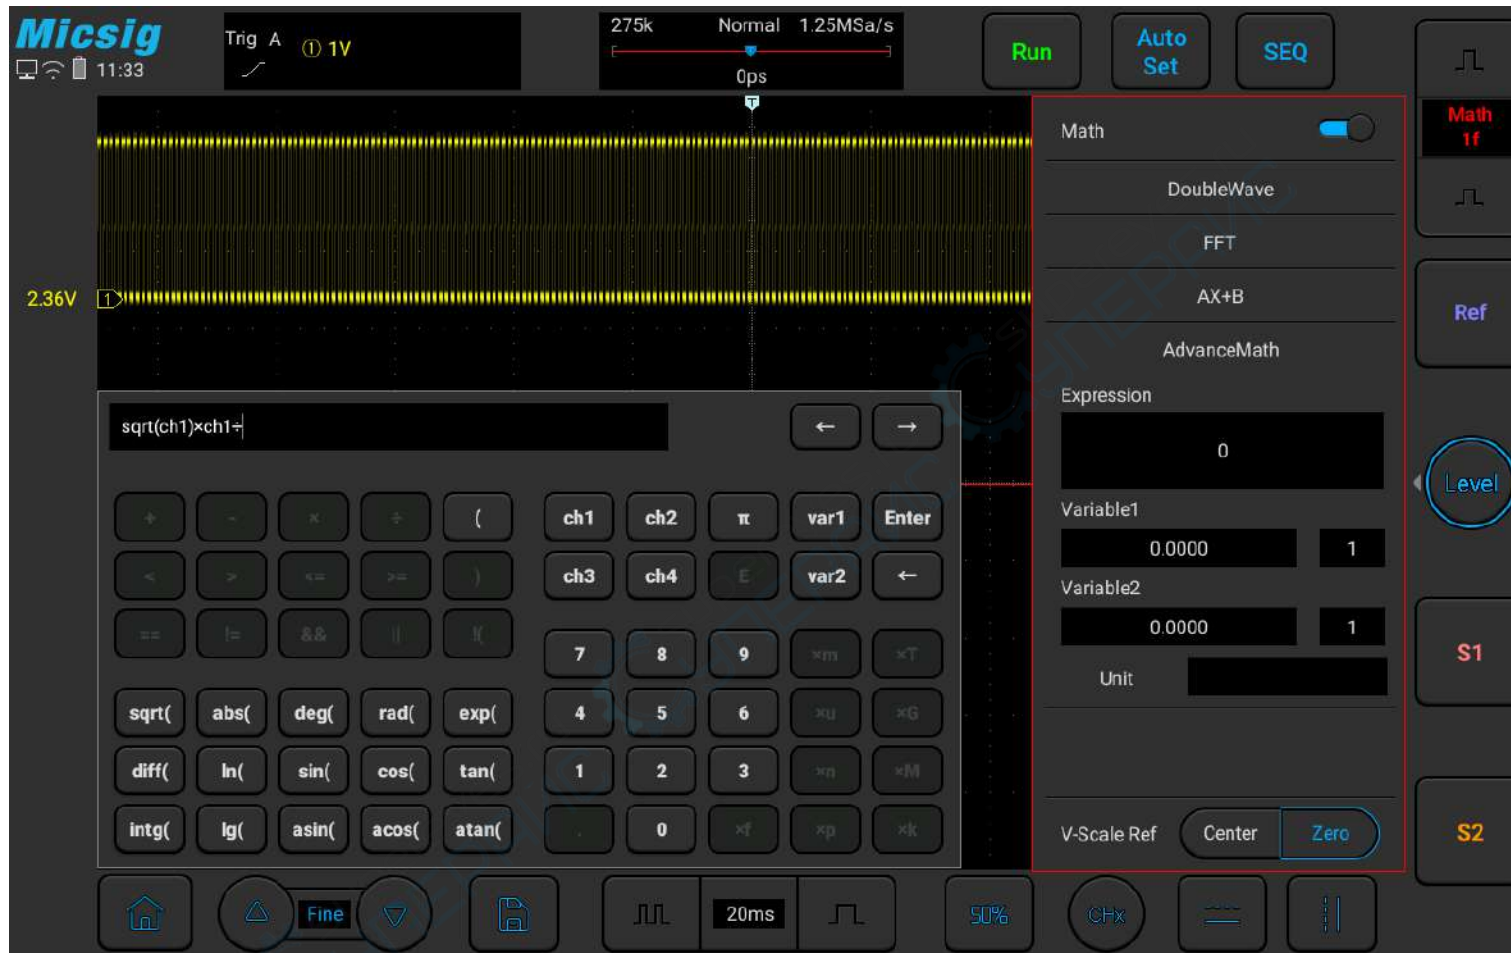 Micsig
11:33
Trig A ① 1V
275k Normal 1.25MSa/s
0ps
Run
Auto Set
SEQ
T
Math 1f
2.36V
1
Math
DoubleWave
FFT
AX+B
AdvanceMath
Expression
0
Variable1
0.0000 1
Variable2
0.0000 1
Unit
V-Scale Ref Center Zero
Ref
Level
S1
S2
sqrt(ch1)×ch1÷
← →
+ - × ÷ ( ch1 ch2 π var1 Enter
< > <= >= ) ch3 ch4 E var2 ←
== != && || !(
7 8 9 ×m ×T
sqrt( abs( deg( rad( exp( 4 5 6 ×u ×G
diff( ln( sin( cos( tan( 1 2 3 ×n ×M
intg( lg( asin( acos( atan( . 0 ×f ×p ×k
Fine
20ms
50%
CHx